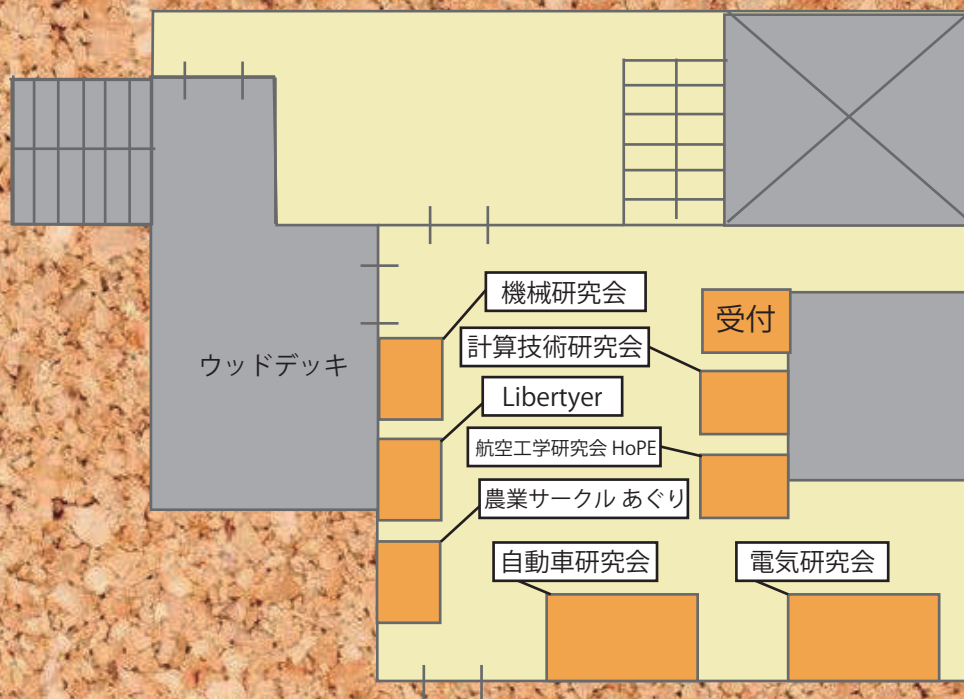 機械研究会
受付
計算技術研究会
ウッドデッキ
Libertyer
航空工学研究会 HoPE
農業サークル あぐり
自動車研究会
電気研究会